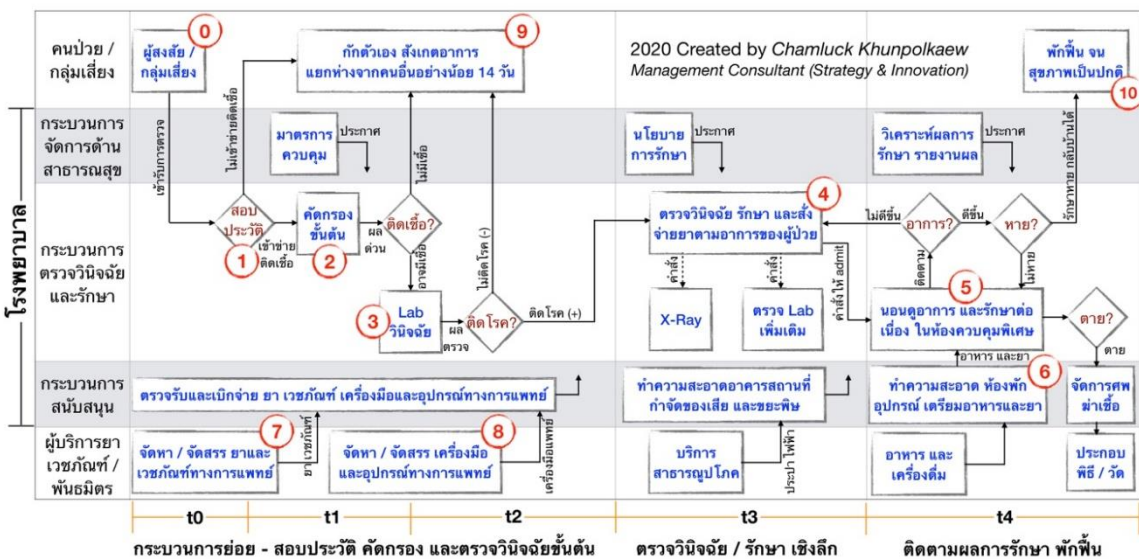 คนป่วย /
กลุ่มเสี่ยง
ผู้สงสัย /
กลุ่มเสี่ยง
0
กักตัวเอง สังเกตอาการ
แยกห่างจากคนอื่นอย่างน้อย 14 วัน
9
2020 Created by Chamluck Khunpolkaew
Management Consultant (Strategy & Innovation)
พักฟื้น จน
สุขภาพเป็นปกติ
10
โรงพยาบาล
กระบวนการ
จัดการด้าน
สาธารณสุข
เข้ารับการตรวจ
ไม่เข้าข่ายติดเชื้อ
มาตรการ
ควบคุม
ประกาศ
ไม่มีเชื้อ
นโยบาย
การรักษา
ประกาศ
วิเคราะห์ผลการ
รักษา รายงานผล
ประกาศ
รักษาหาย กลับบ้านได้
กระบวนการ
ตรวจวินิจฉัย
และรักษา
สอบ
ประวัติ
1
เข้าข่าย
ติดเชื้อ
คัดกรอง
ขั้นต้น
2
ผล
ด่วน
ติดเชื้อ?
อาจมีเชื้อ
3
Lab
วินิจฉัย
ผล
ตรวจ
ไม่ติดโรค (-)
ติดโรค?
ติดโรค (+)
ตรวจวินิจฉัย รักษา และสั่ง
จ่ายยาตามอาการของผู้ป่วย
4
คำสั่ง
คำสั่ง
คำสั่งให้ admit
X-Ray
ตรวจ Lab
เพิ่มเติม
ไม่ดีขึ้น
อาการ?
ดีขึ้น
หาย?
ติดตาม
ไม่หาย
5
นอนดูอาการ และรักษาต่อ
เนื่อง ในห้องควบคุมพิเศษ
ตาย?
ตาย
อาหาร และยา
กระบวนการ
สนับสนุน
ตรวจรับและเบิกจ่าย ยา เวชภัณฑ์ เครื่องมือและอุปกรณ์ทางการแพทย์
ทำความสะอาดอาคารสถานที่
กำจัดของเสีย และขยะพิษ
ทำความสะอาด ห้องพัก
อุปกรณ์ เตรียมอาหารและยา
6
จัดการศพ
ฆ่าเชื้อ
ผู้บริการยา
เวชภัณฑ์ /
พันธมิตร
จัดหา / จัดสรร ยาและ
เวชภัณฑ์ทางการแพทย์
7
ยา เวชภัณฑ์
จัดหา / จัดสรร เครื่องมือ
และอุปกรณ์ทางการแพทย์
8
เครื่องมือแพทย์
บริการ
สาธารณูปโภค
ประปา ไฟฟ้า
อาหาร และ
เครื่องดื่ม
ประกอบ
พิธี / วัด
t0
t1
t2
t3
t4
กระบวนการย่อย - สอบประวัติ คัดกรอง และตรวจวินิจฉัยขั้นต้น
ตรวจวินิจฉัย / รักษา เชิงลึก
ติดตามผลการรักษา พักฟื้น